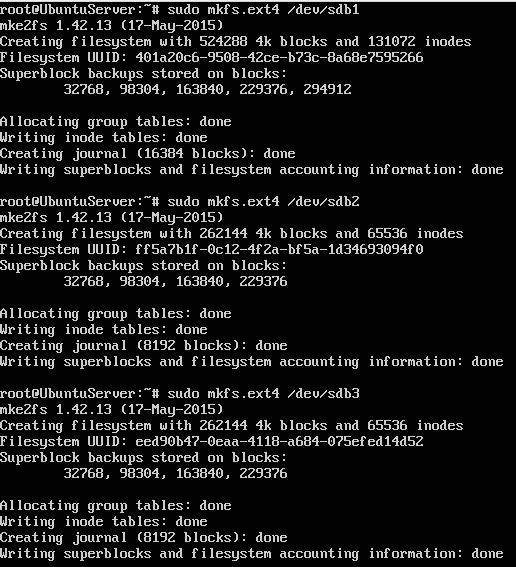 root@UbuntuServer:~# sudo mkfs.ext4 /dev/sdb1
mke2fs 1.42.13 (17-May-2015)
Creating filesystem with 524288 4k blocks and 131072 inodes
Filesystem UUID: 401a20c6-9508-42ce-b73c-8a68e7595266
Superblock backups stored on blocks:
        32768, 98304, 163840, 229376, 294912

Allocating group tables: done
Writing inode tables: done
Creating journal (16384 blocks): done
Writing superblocks and filesystem accounting information: done

root@UbuntuServer:~# sudo mkfs.ext4 /dev/sdb2
mke2fs 1.42.13 (17-May-2015)
Creating filesystem with 262144 4k blocks and 65536 inodes
Filesystem UUID: ff5a7b1f-0c12-4f2a-bf5a-1d34693094f0
Superblock backups stored on blocks:
        32768, 98304, 163840, 229376

Allocating group tables: done
Writing inode tables: done
Creating journal (8192 blocks): done
Writing superblocks and filesystem accounting information: done

root@UbuntuServer:~# sudo mkfs.ext4 /dev/sdb3
mke2fs 1.42.13 (17-May-2015)
Creating filesystem with 262144 4k blocks and 65536 inodes
Filesystem UUID: eed90b47-0eaa-4118-a684-075efed14d52
Superblock backups stored on blocks:
        32768, 98304, 163840, 229376

Allocating group tables: done
Writing inode tables: done
Creating journal (8192 blocks): done
Writing superblocks and filesystem accounting information: done